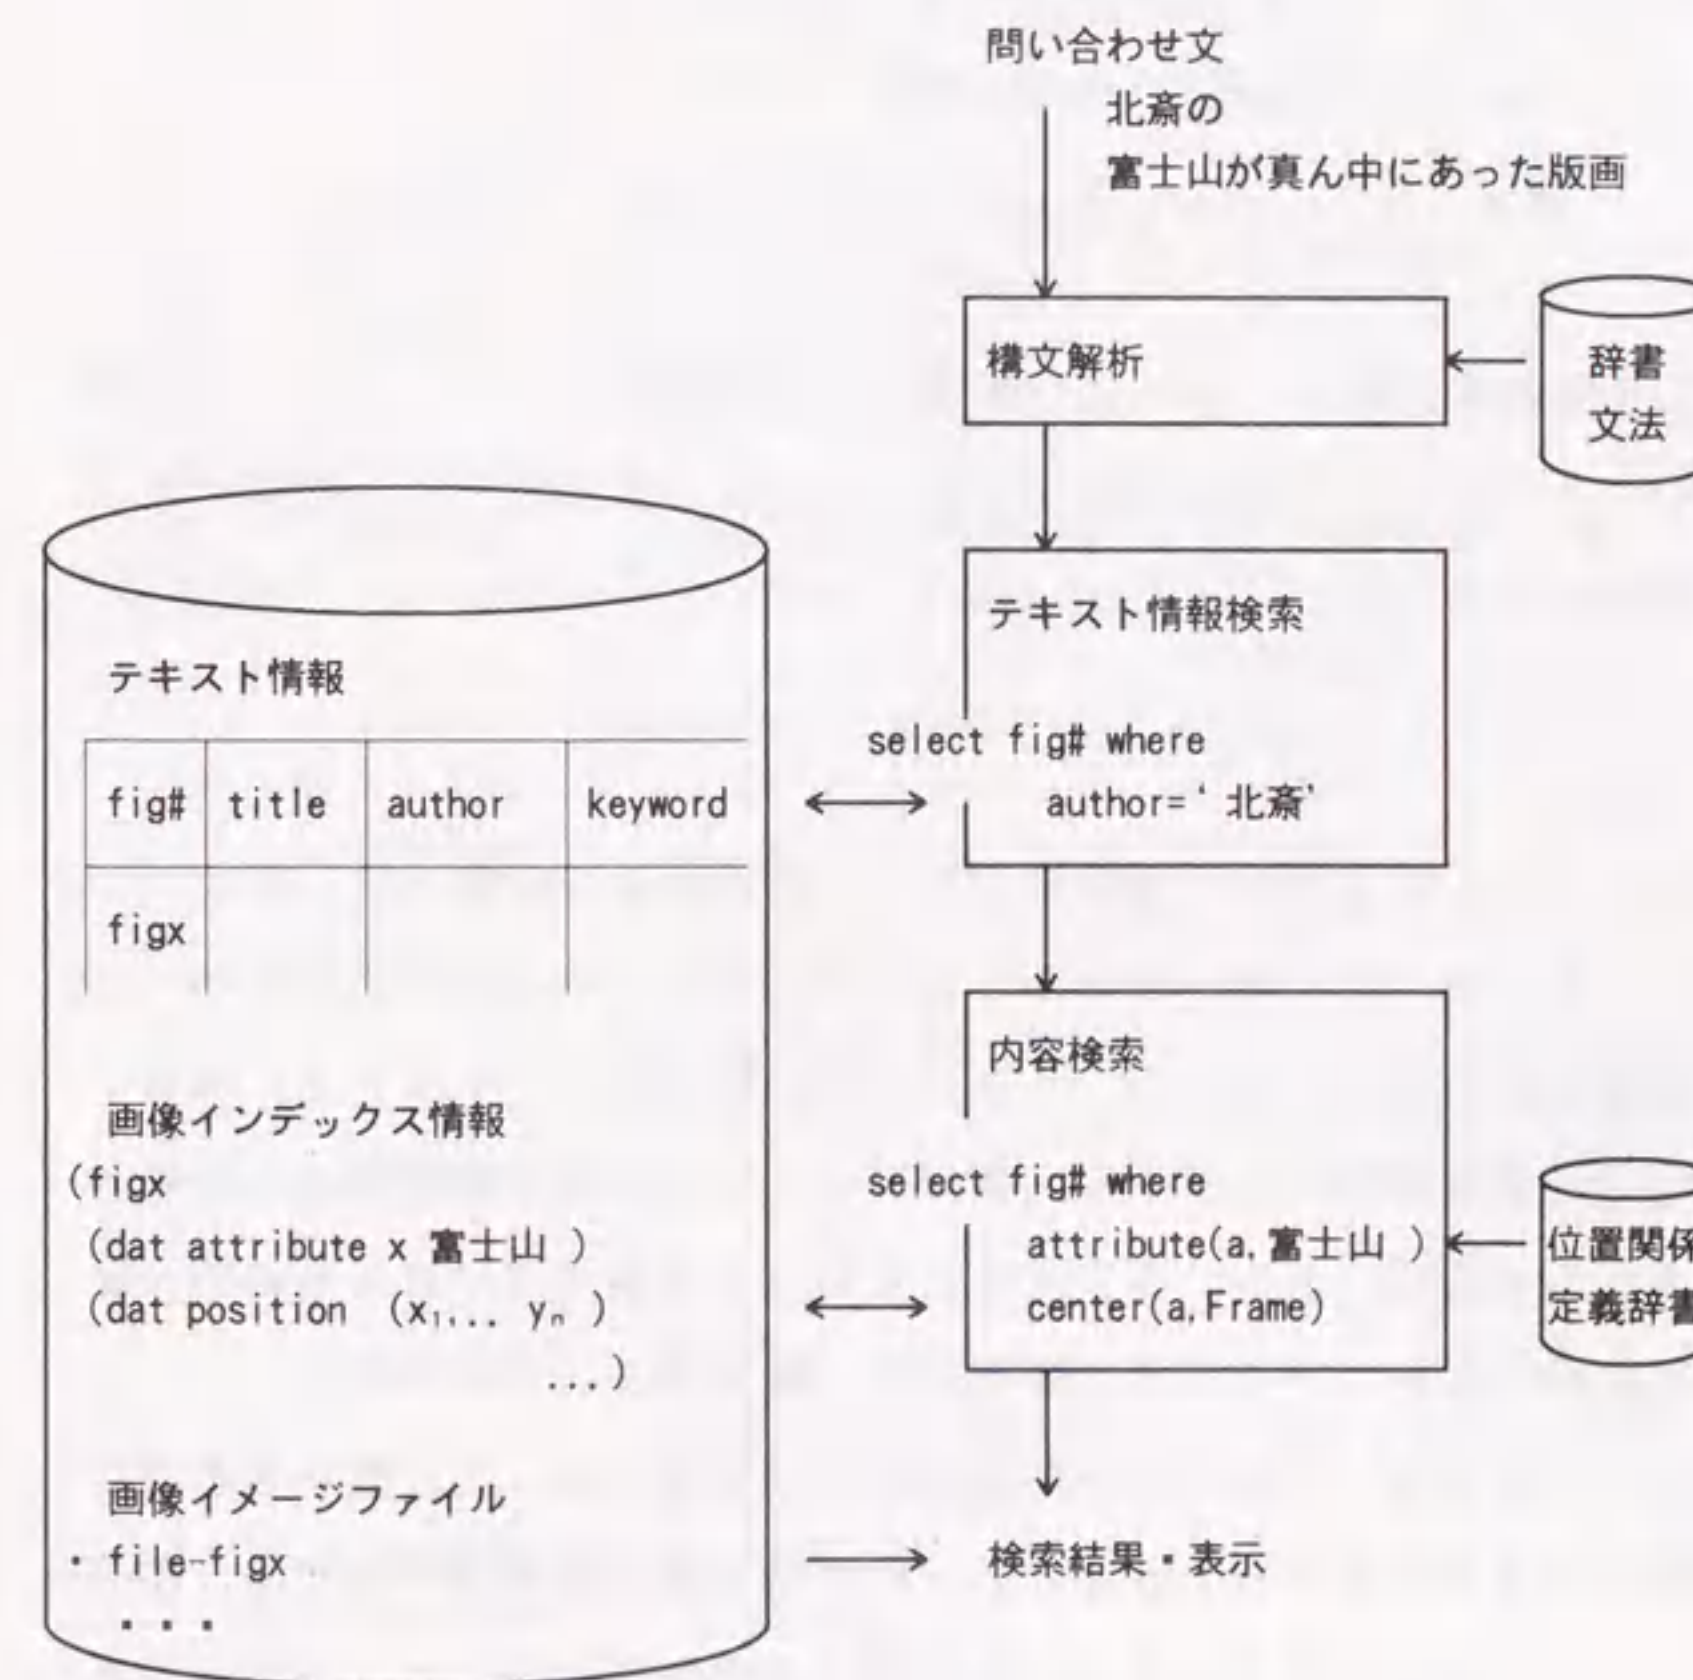 問い合わせ文
北斎の
富士山が真ん中にあった版画
構文解析
辞書
文法
テキスト情報検索
select fig# where
author=‘北斎’
内容検索
select fig# where
attribute(a,富士山 )
center(a,Frame)
位置関係
定義辞書
検索結果・表示
テキスト情報
fig# title author keyword
figx
画像インデックス情報
(figx
(dat attribute x 富士山 )
(dat position (x₁... yₙ )
...)
画像イメージファイル
・ file-figx
・・・